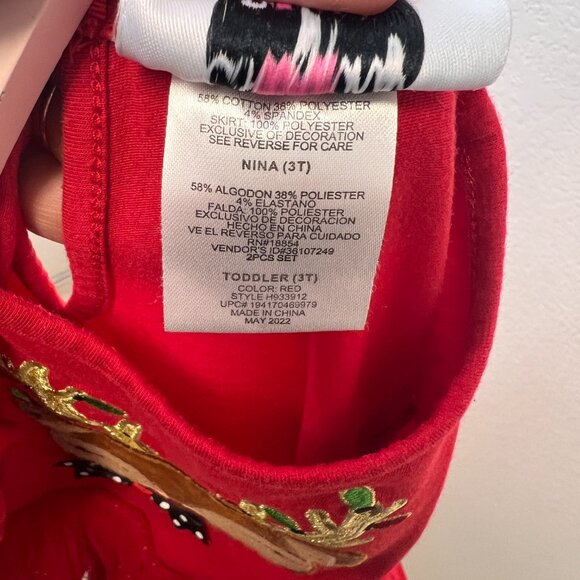 58% COTTON 38% POLYESTER
4% SPANDEX
SKIRT: 100% POLYESTER
EXCLUSIVE OF DECORATION
SEE REVERSE FOR CARE
NINA (3T)
58% ALGODON 38% POLIESTER
4% ELASTANO
FALDA: 100% POLIESTER
EXCLUSIVO DE DECORACION
HECHO EN CHINA
VE EL REVERSO PARA CUIDADO
RN#18854
VENDOR'S ID#36107249
2PCS SET
TODDLER (3T)
COLOR: RED
STYLE H933912
UPC# 194170469979
MADE IN CHINA
MAY 2022